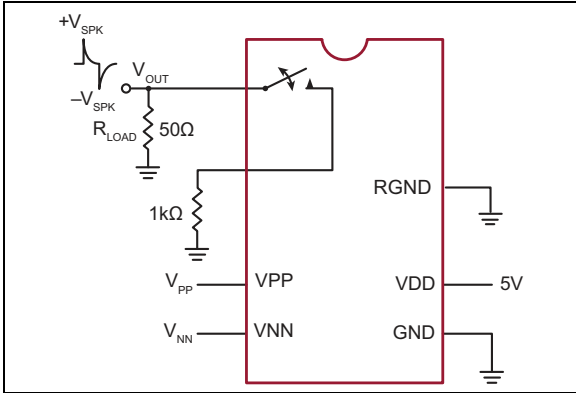 +VSPK
VOUT
–VSPK
RLOAD 50Ω
RGND
1kΩ
VPP VPP VDD 5V
VNN VNN GND